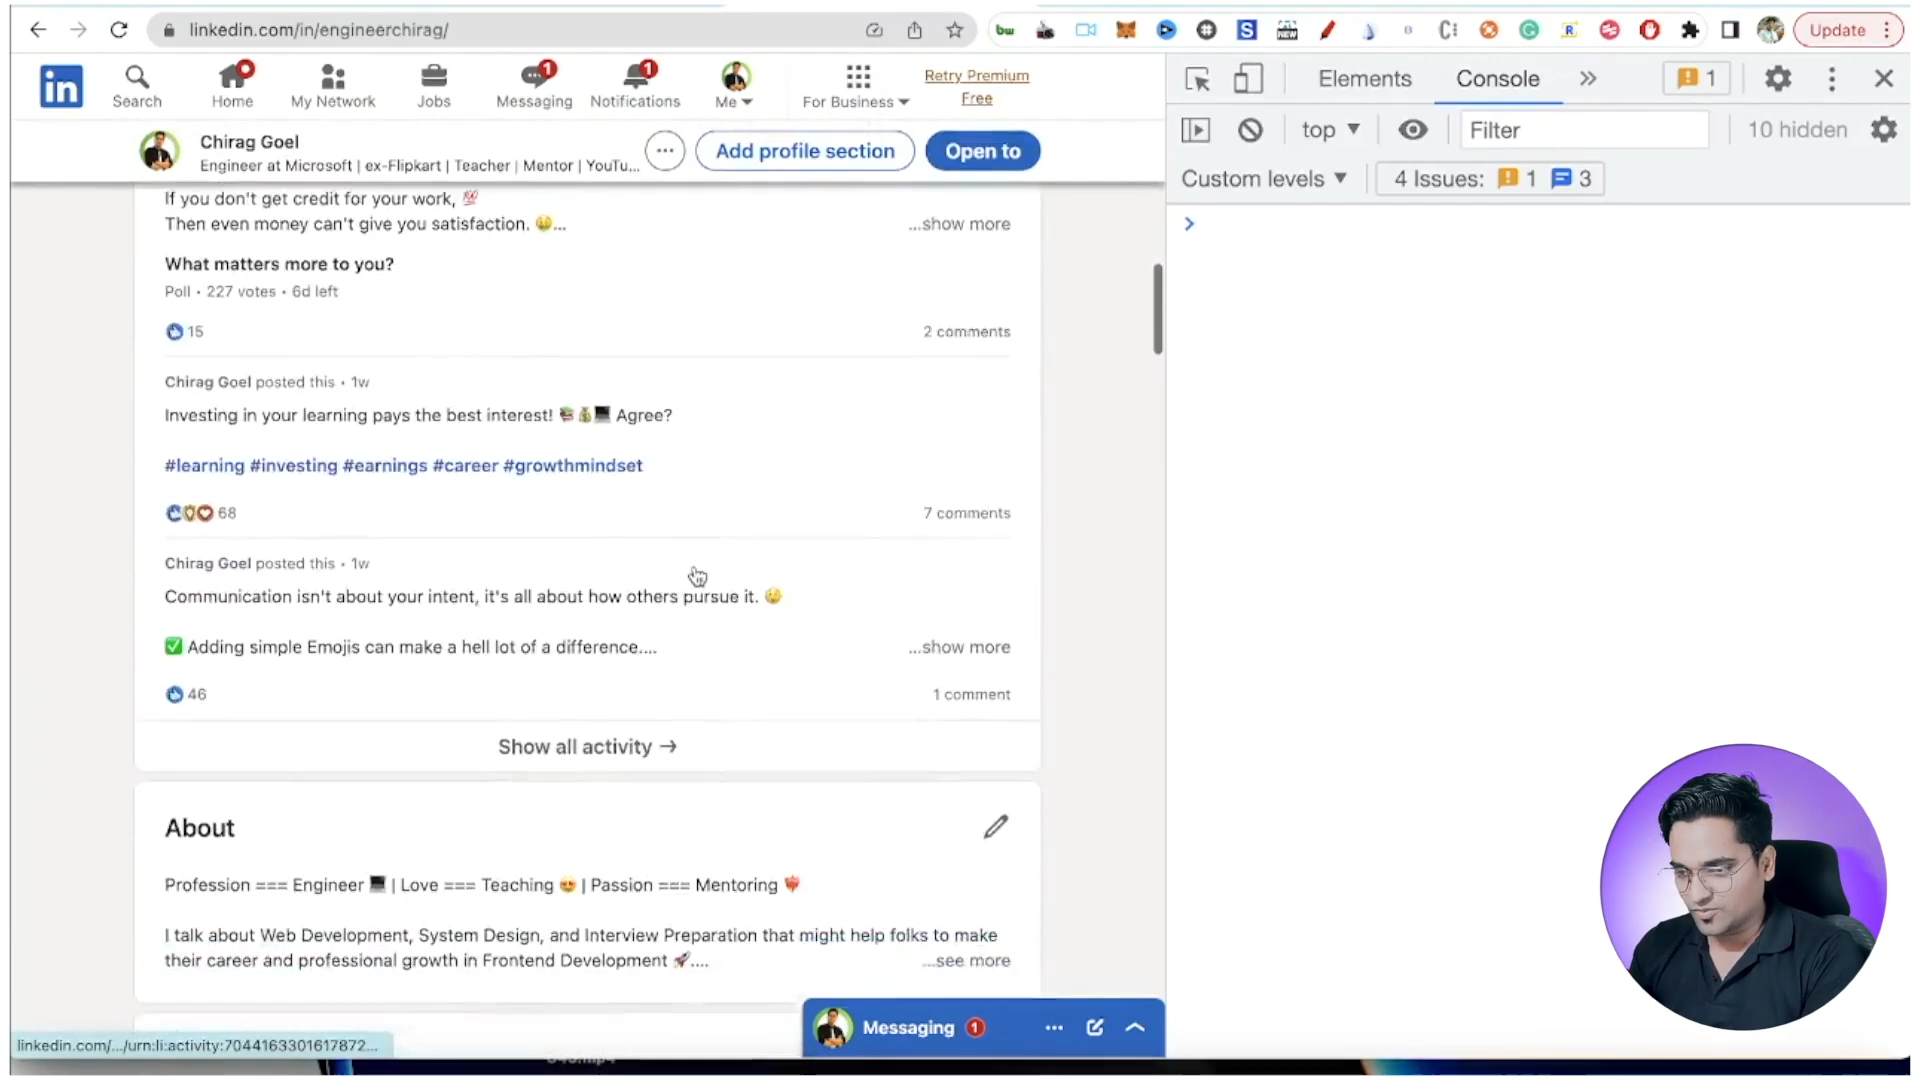 linkedin.com/in/engineerchirag/
bw
NEW
Update
in
Search
Home
My Network
Jobs
1
Messaging
1
Notifications
Me
For Business
Retry Premium
Free
Chirag Goel
Engineer at Microsoft | ex-Flipkart | Teacher | Mentor | YouTu...
Add profile section
Open to
If you don't get credit for your work, 💯
Then even money can't give you satisfaction. 🤑...
...show more
What matters more to you?
Poll • 227 votes • 6d left
15
2 comments
Chirag Goel posted this • 1w
Investing in your learning pays the best interest! 📚💰💻 Agree?
#learning #investing #earnings #career #growthmindset
68
7 comments
Chirag Goel posted this • 1w
Communication isn't about your intent, it's all about how others pursue it. 😉
✅ Adding simple Emojis can make a hell lot of a difference....
...show more
46
1 comment
Show all activity →
About
Profession === Engineer 💻 | Love === Teaching 😍 | Passion === Mentoring ❤️
I talk about Web Development, System Design, and Interview Preparation that might help folks to make
their career and professional growth in Frontend Development 🚀....
...see more
Messaging 1
linkedin.com/.../urn:li:activity:7044163301617872...
Elements
Console
1
top
Filter
10 hidden
Custom levels
4 Issues: 1 3